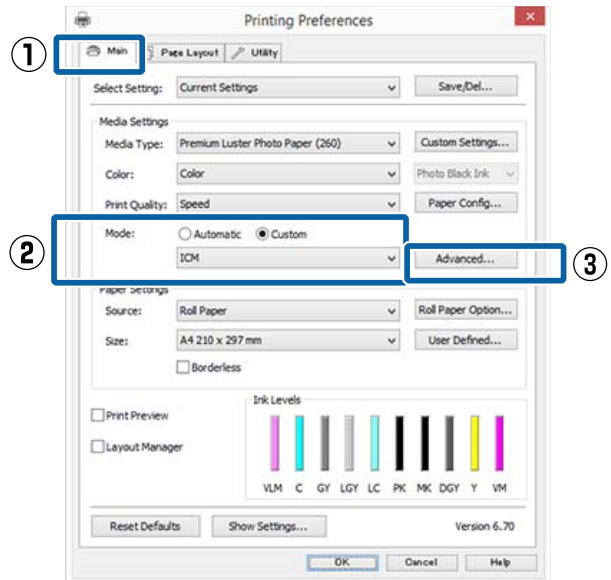 Printing Preferences
1 Main Page Layout Utility
Select Setting: Current Settings Save/Del...
Media Settings
Media Type: Premium Luster Photo Paper (260) Custom Settings...
Color: Color Photo Black Ink
Print Quality: Speed Paper Config...
2 Mode: Automatic Custom
ICM Advanced... 3
Paper Settings
Source: Roll Paper Roll Paper Option...
Size: A4 210 x 297 mm User Defined...
Borderless
Ink Levels
Print Preview
Layout Manager
VLM C GY LGY LC PK MK DGY Y VM
Reset Defaults Show Settings... Version 6.70
OK Cancel Help